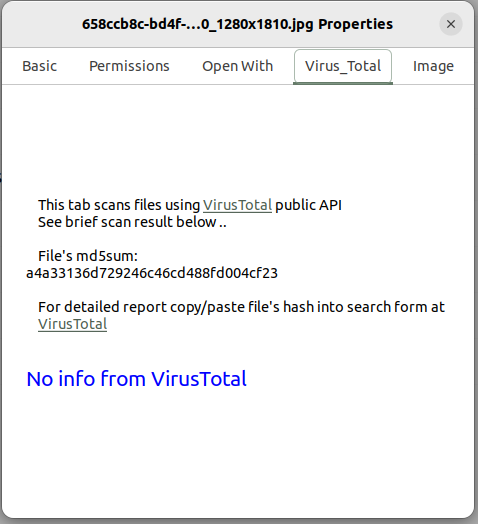 658ccb8c-bd4f-...0_1280x1810.jpg Properties
Basic Permissions Open With Virus_Total Image
This tab scans files using VirusTotal public API
See brief scan result below ..
File's md5sum:
a4a33136d729246c46cd488fd004cf23
For detailed report copy/paste file's hash into search form at
VirusTotal
No info from VirusTotal